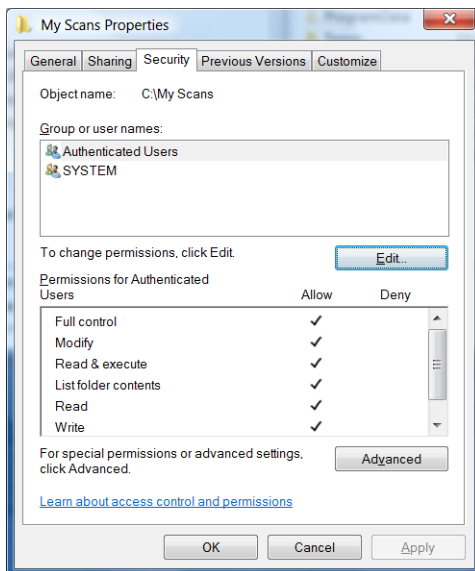 My Scans Properties
General Sharing Security Previous Versions Customize
Object name: C:\My Scans
Group or user names:
Authenticated Users
SYSTEM
To change permissions, click Edit.
Edit...
Permissions for Authenticated
Users Allow Deny
Full control
Modify
Read & execute
List folder contents
Read
Write
For special permissions or advanced settings,
click Advanced.
Advanced
Learn about access control and permissions
OK Cancel Apply